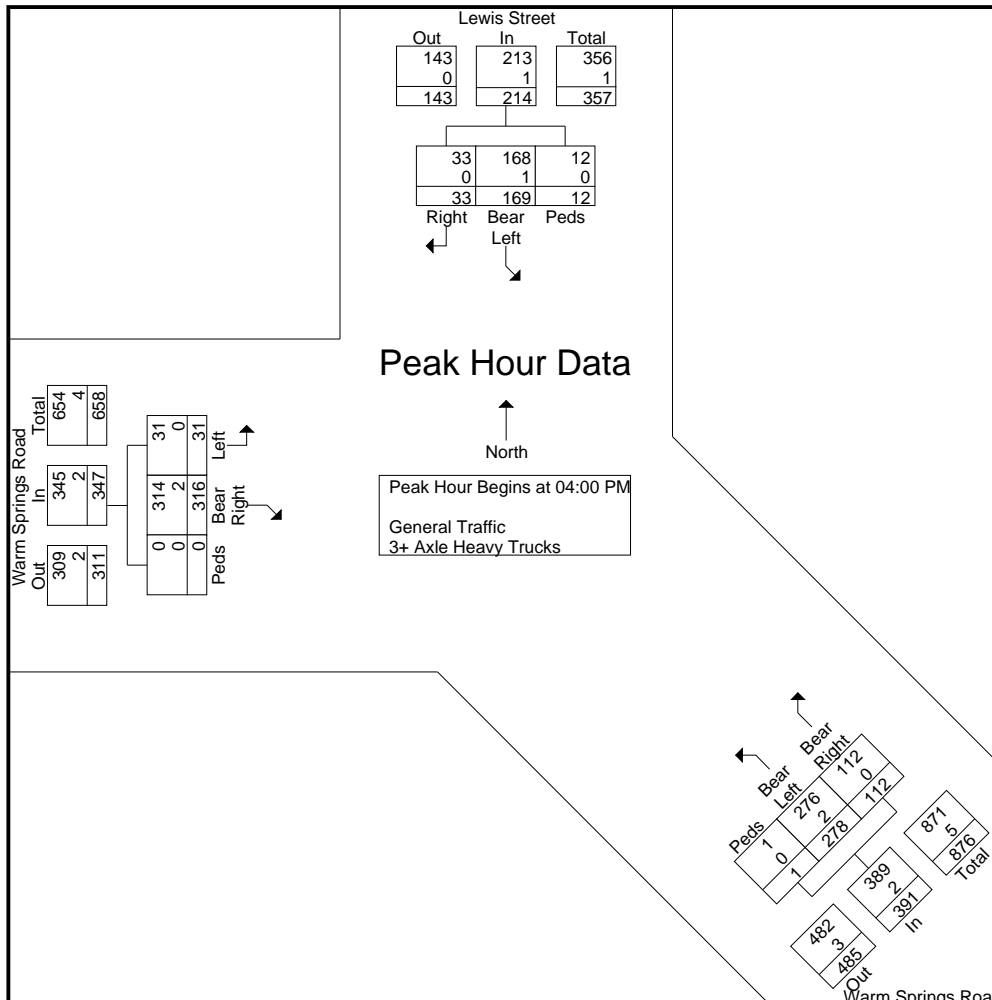 Lewis Street
Out In Total
143 213 356
0 1 1
143 214 357
33 168 12
0 1 0
33 169 12
Right Bear Left Peds
Peak Hour Data
North
Peak Hour Begins at 04:00 PM
General Traffic
3+ Axle Heavy Trucks
Warm Springs Road
Out In Total
309 345 654
2 2 4
311 347 658
0 314 31
0 2 0
0 316 31
Peds Bear Right Left
Peds Bear Left Bear Right
1 276 112
0 2 0
1 278 112
482 389 871
3 2 5
485 391 876
Out In Total
Warm Springs Roa